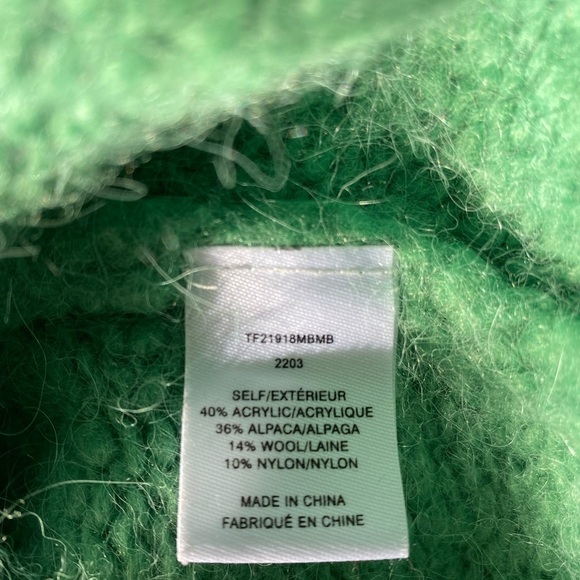 TF21918MBMB
2203
SELF/EXTÉRIEUR
40% ACRYLIC/ACRYLIQUE
36% ALPACA/ALPAGA
14% WOOL/LAINE
10% NYLON/NYLON
MADE IN CHINA
FABRIQUÉ EN CHINE